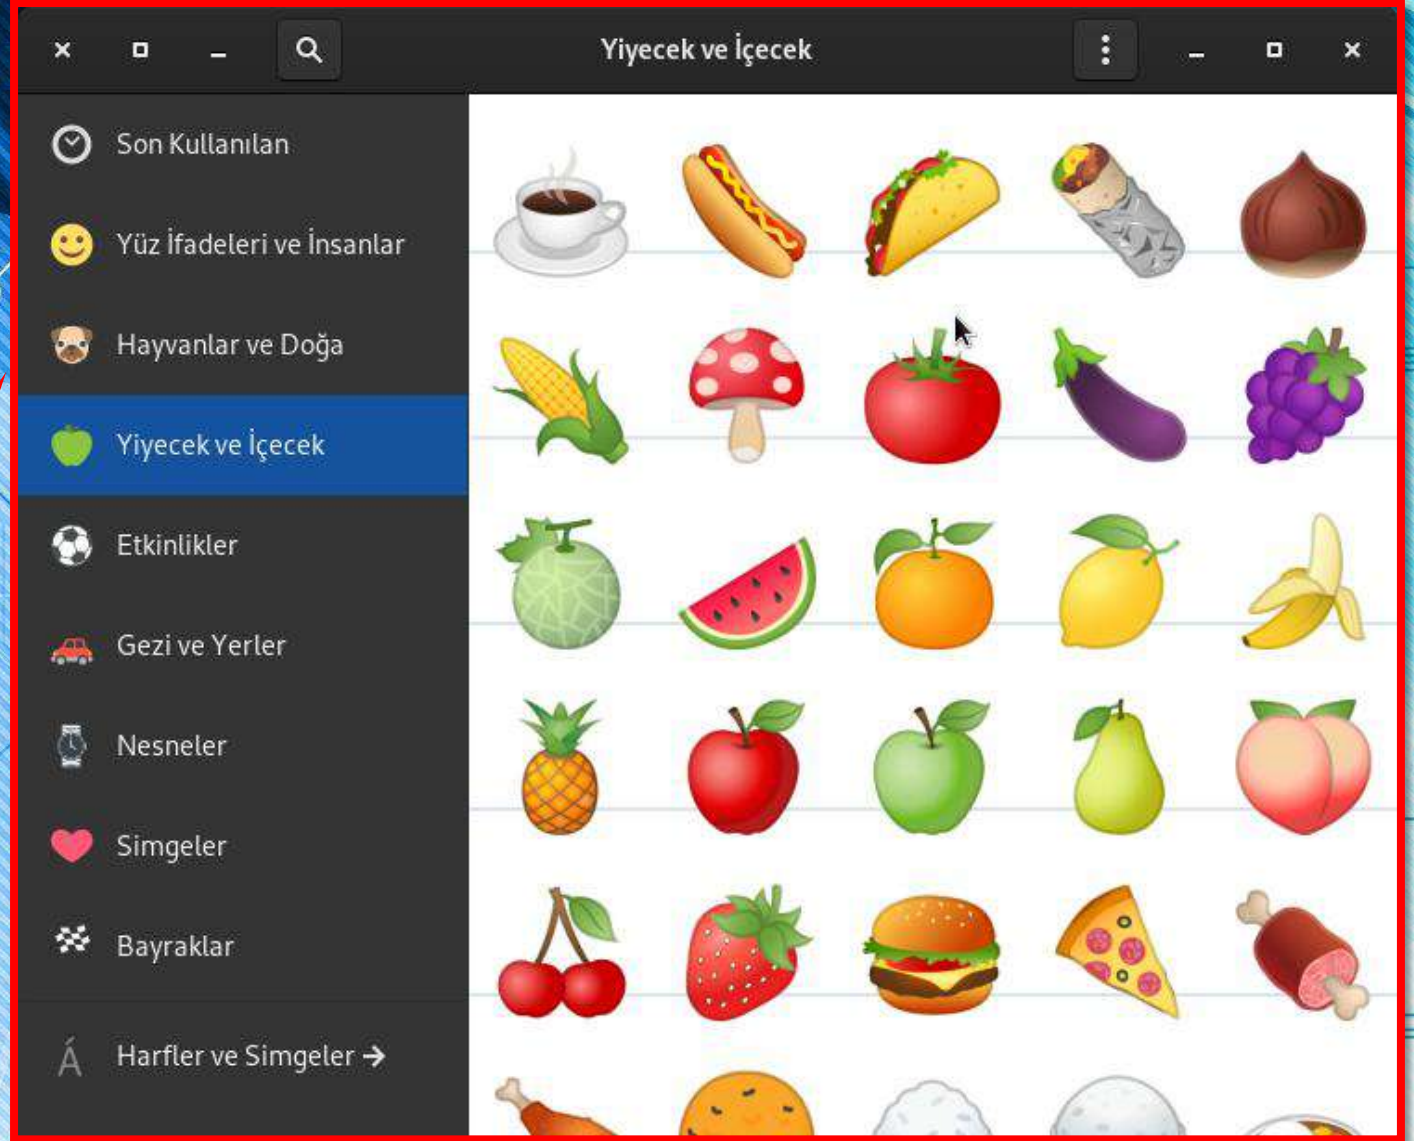 Yiyecek ve İçecek
Son Kullanılan
Yüz İfadeleri ve İnsanlar
Hayvanlar ve Doğa
Yiyecek ve İçecek
Etkinlikler
Gezi ve Yerler
Nesneler
Simgeler
Bayraklar
Á Harfler ve Simgeler →